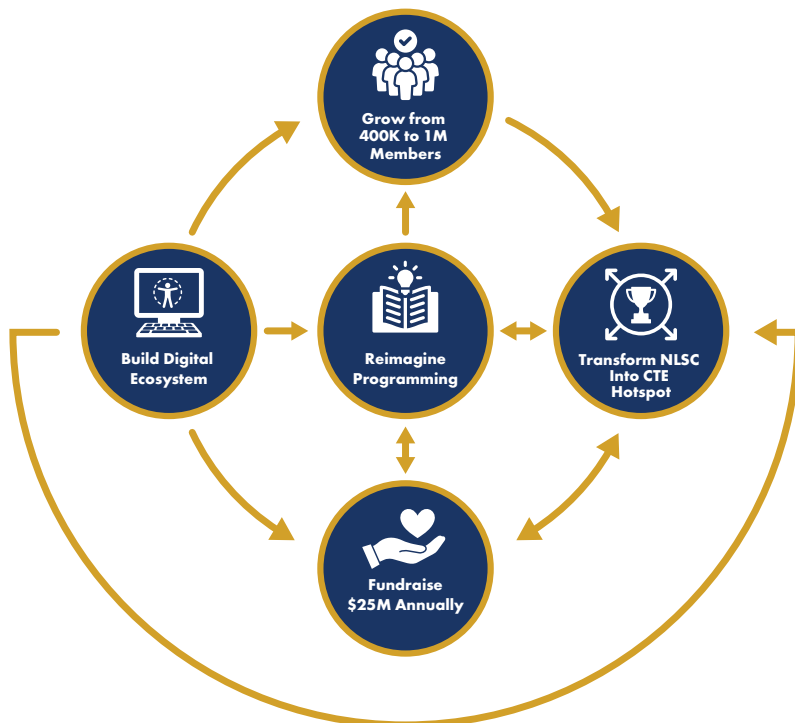 Grow from
400K to 1M
Members
Build Digital
Ecosystem
Reimagine
Programming
Transform NLSC
Into CTE
Hotspot
Fundraise
$25M Annually